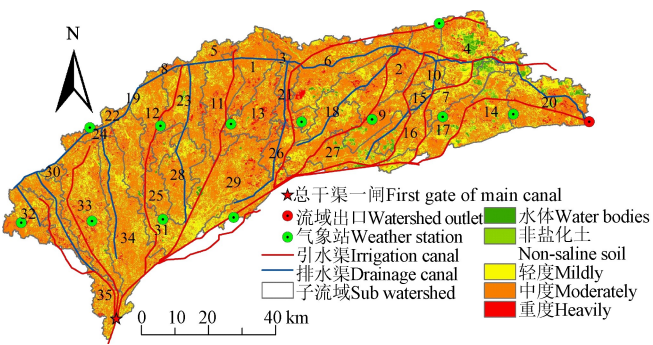 N
4
5
1
3
6
8
2
10
19
23
21
7
20
22
12
11
13
18
15
14
24
9
16
17
28
26
27
30
25
29
32
33
34
31
35
总干渠一闸First gate of main canal
流域出口Watershed outlet
气象站Weather station
引水渠Irrigation canal
排水渠Drainage canal
子流域Sub watershed
水体Water bodies
非盐化土
Non-saline soil
轻度Mildly
中度Moderately
重度Heavily
0 10 20 40 km